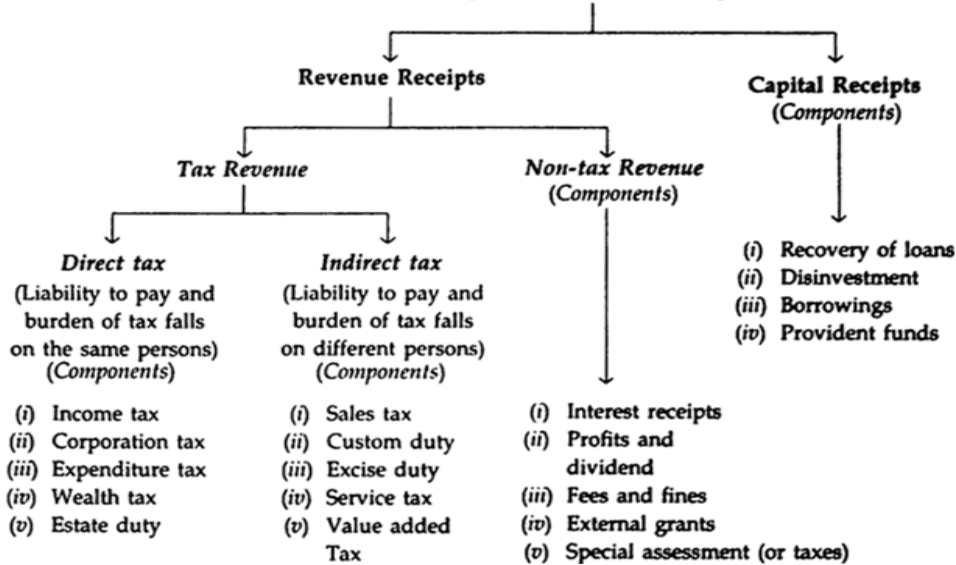 Revenue Receipts
Capital Receipts
(Components)
Tax Revenue
Non-tax Revenue
(Components)
Direct tax
(Liability to pay and
burden of tax falls
on the same persons)
(Components)
(i) Income tax
(ii) Corporation tax
(iii) Expenditure tax
(iv) Wealth tax
(v) Estate duty
Indirect tax
(Liability to pay and
burden of tax falls
on different persons)
(Components)
(i) Sales tax
(ii) Custom duty
(iii) Excise duty
(iv) Service tax
(v) Value added
Tax
(i) Interest receipts
(ii) Profits and
dividend
(iii) Fees and fines
(iv) External grants
(v) Special assessment (or taxes)
(i) Recovery of loans
(ii) Disinvestment
(iii) Borrowings
(iv) Provident funds